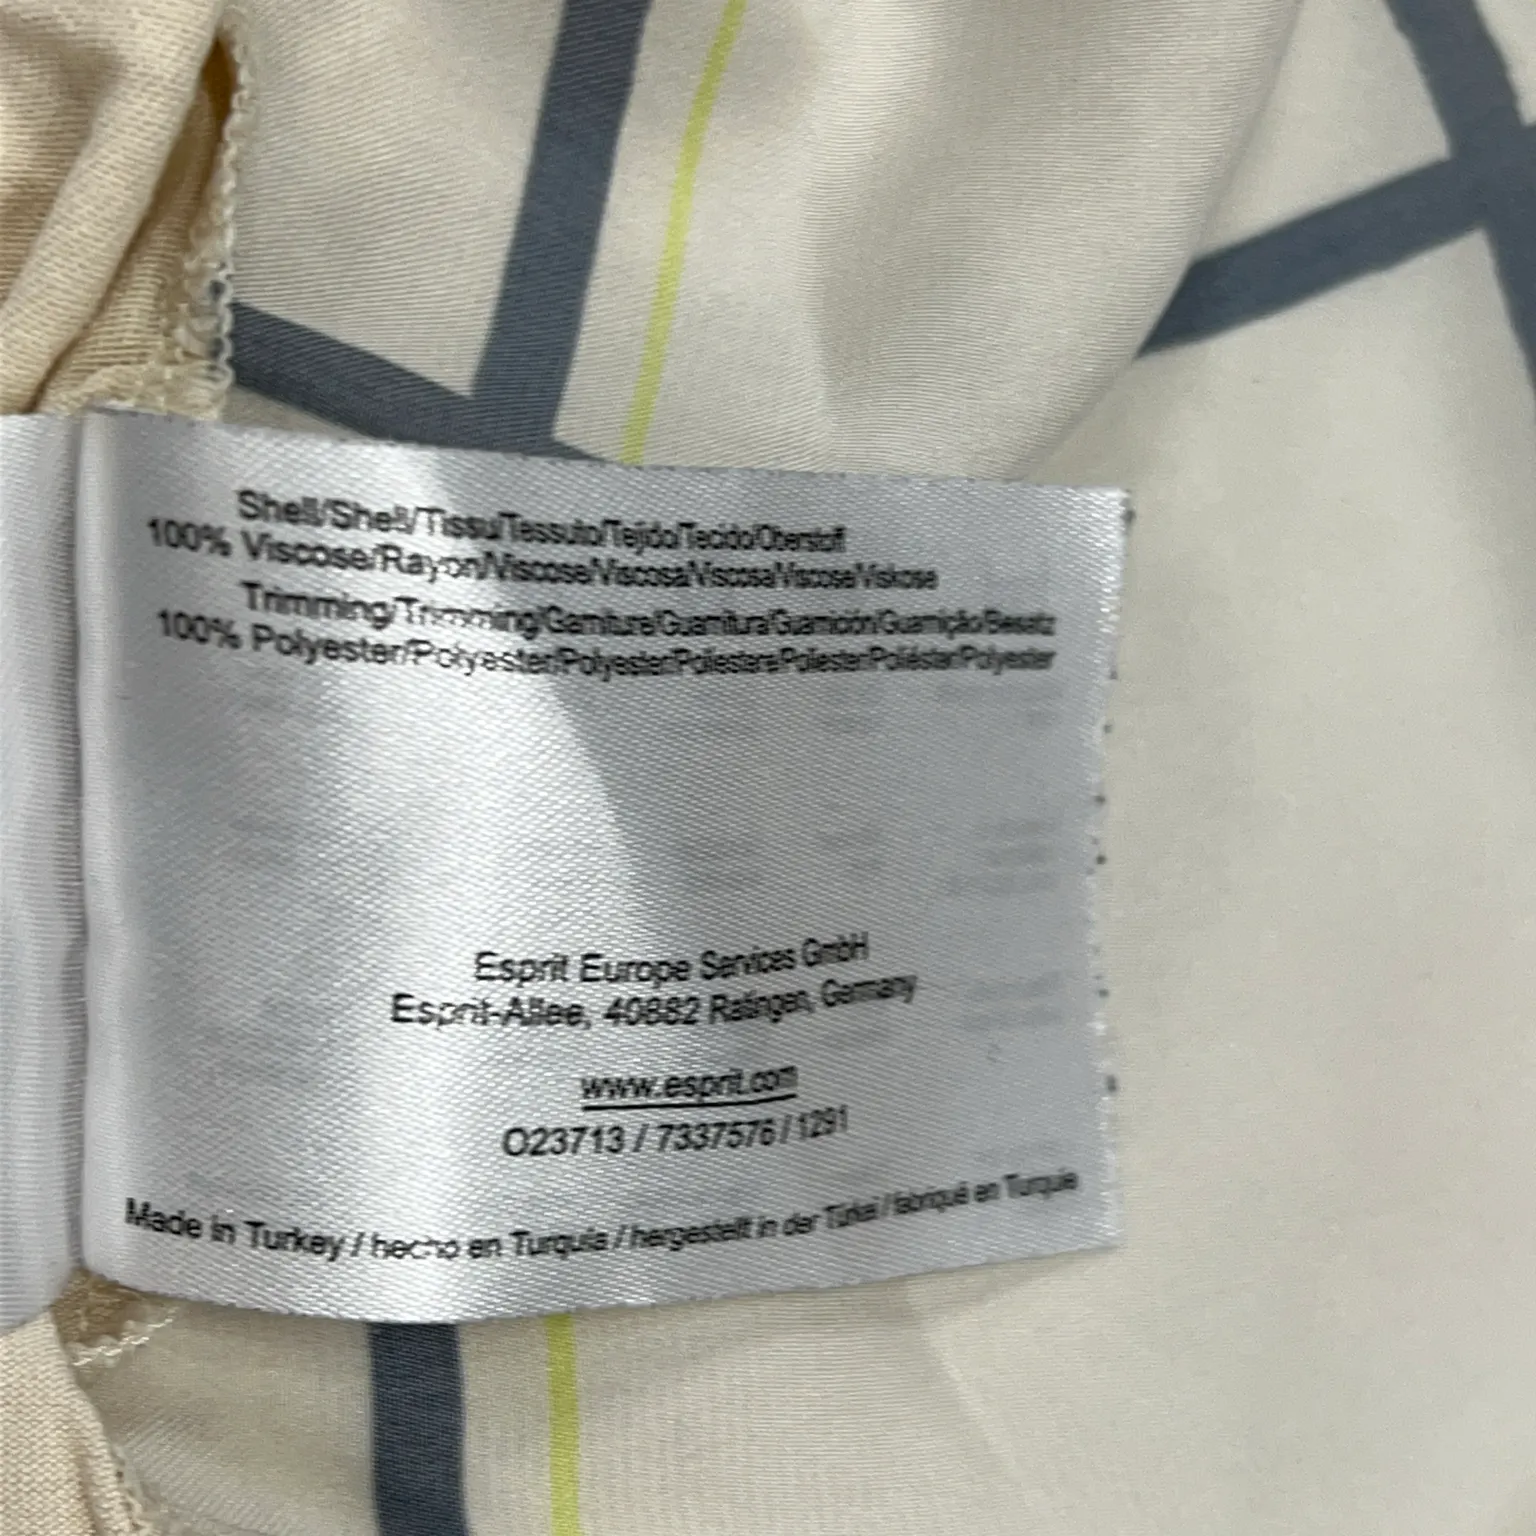 Shell/Shell/Tissu/Tessuto/Tejido/Tecido/Oberstoff
100% Viscose/Rayon/Viscose/Viscosa/Viscosa/Viscose/Viskose
Trimming/Trimming/Garniture/Guarnitura/Guarnición/Guarnição/Besatz
100% Polyester/Polyester/Polyester/Poliestere/Poliester/Poliéster/Polyester
Esprit Europe Services GmbH
Esprit-Allee, 40882 Ratingen, Germany
www.esprit.com
O23713 / 7337576 / 1291
Made in Turkey / hecho en Turquia / hergestellt in der Türkei / fabriqué en Turquie